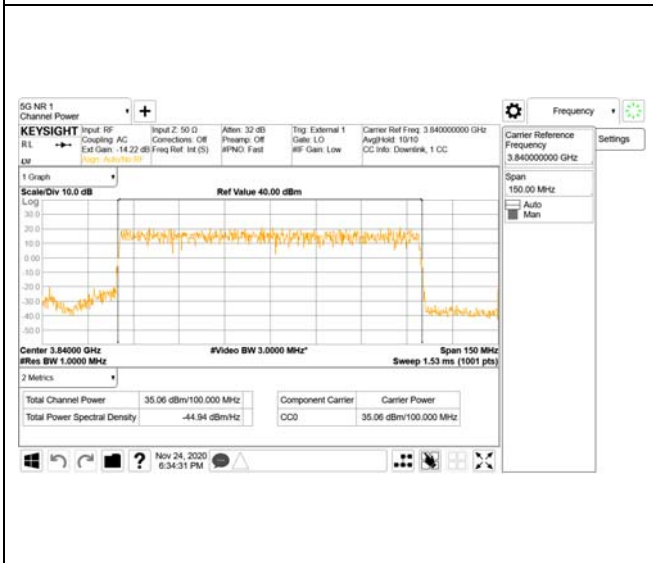 5G NR 1
Channel Power
Frequency
KEYSIGHT
RL
Input: RF
Coupling: AC
Ext Gain: -14.22 dB
Align: Auto/No RF
Input Z: 50 Ω
Corrections: Off
Freq Ref: Int (S)
Atten: 32 dB
Preamp: Off
#PNO: Fast
Trig: External 1
Gate: LO
#IF Gain: Low
Carrier Ref Freq: 3.840000000 GHz
Avg|Hold: 10/10
CC Info: Downlink, 1 CC
Carrier Reference
Frequency
3.840000000 GHz
Settings
Span
150.00 MHz
Auto
Man
1 Graph
Scale/Div 10.0 dB
Ref Value 40.00 dBm
Log
30.0
20.0
10.0
0.00
-10.0
-20.0
-30.0
-40.0
-50.0
Center 3.84000 GHz
#Video BW 3.0000 MHz*
Span 150 MHz
#Res BW 1.0000 MHz
Sweep 1.53 ms (1001 pts)
2 Metrics
Total Channel Power 35.06 dBm/100.000 MHz
Total Power Spectral Density -44.94 dBm/Hz
Component Carrier Carrier Power
CC0 35.06 dBm/100.000 MHz
Nov 24, 2020
6:34:31 PM